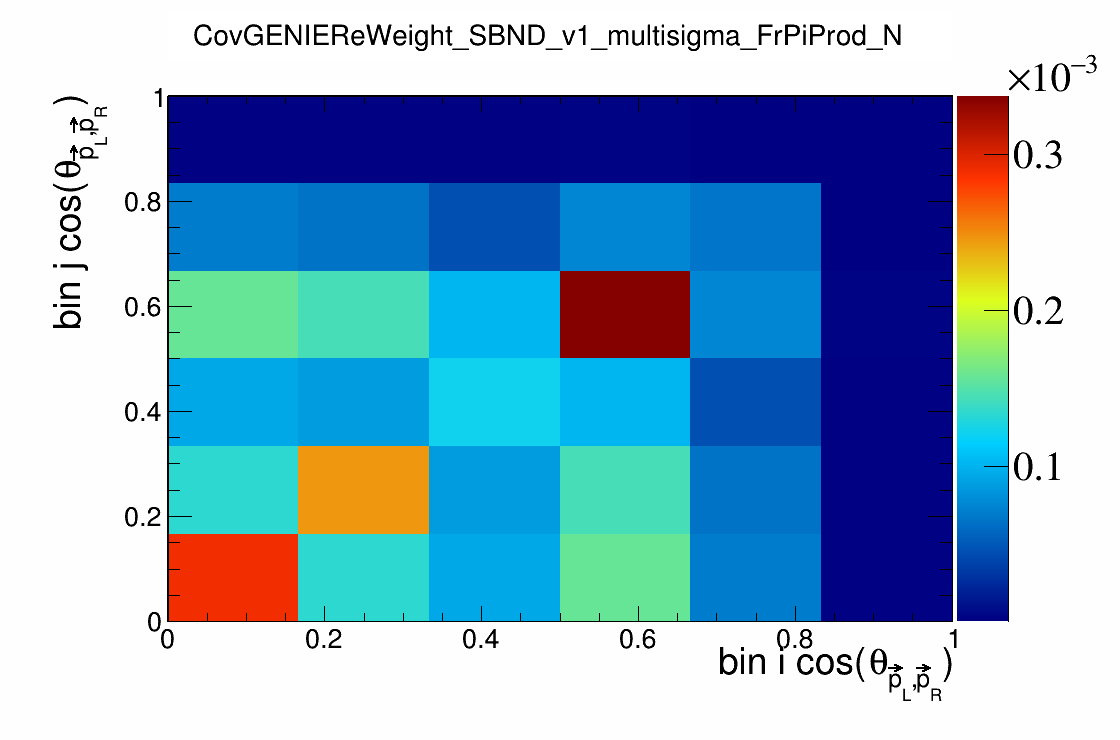 CovGENIEReWeight_SBND_v1_multisigma_FrPiProd_N
×10⁻³
bin j cos(θ_{p⃗_L,p⃗_R})
1
0.8
0.6
0.4
0.2
0
0.3
0.2
0.1
0 0.2 0.4 0.6 0.8 1
bin i cos(θ_{p⃗_L,p⃗_R})